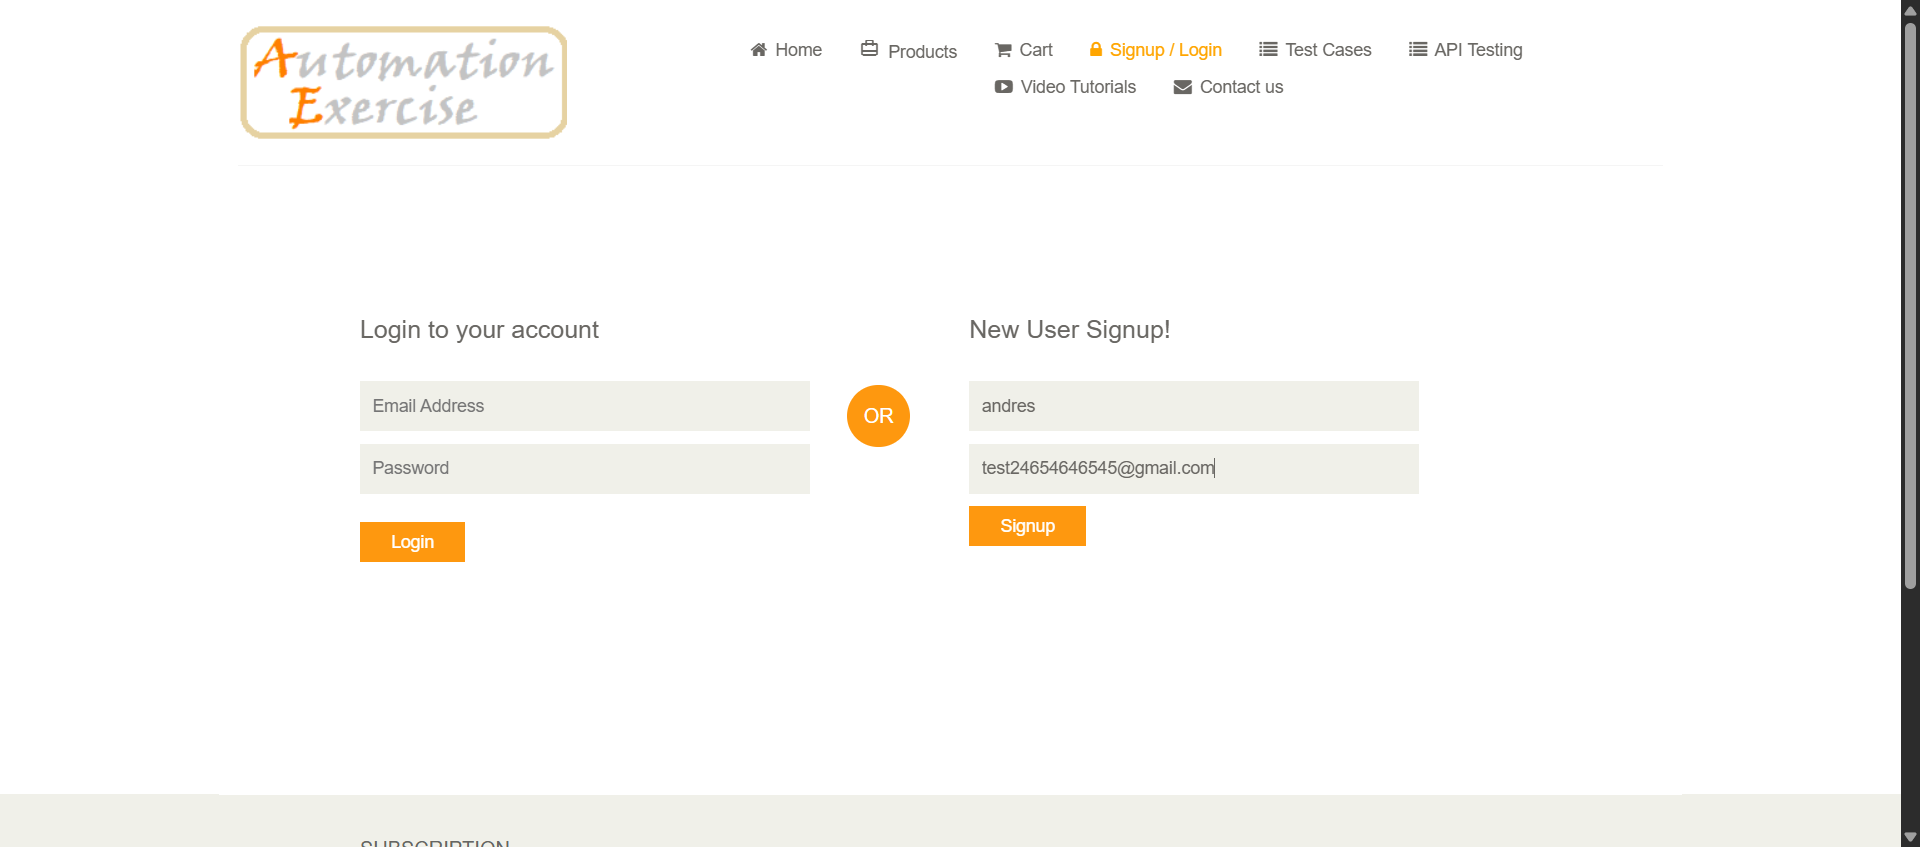 Automation
Exercise
Home
Products
Cart
Signup / Login
Test Cases
API Testing
Video Tutorials
Contact us
Login to your account
Email Address
Password
Login
OR
New User Signup!
andres
test24654646545@gmail.com
Signup
SUBSCRIPTION